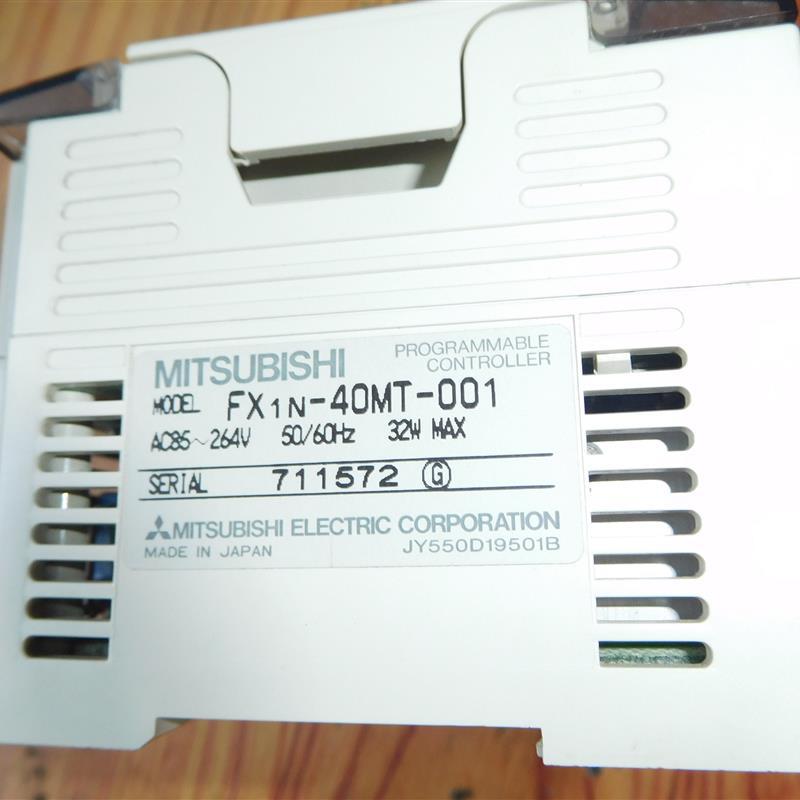 MITSUBISHI
PROGRAMMABLE
CONTROLLER
MODEL FX1N-40MT-001
AC85~264V 50/60Hz 32W MAX
SERIAL 711572 Ⓖ
MITSUBISHI ELECTRIC CORPORATION
MADE IN JAPAN JY550D19501B